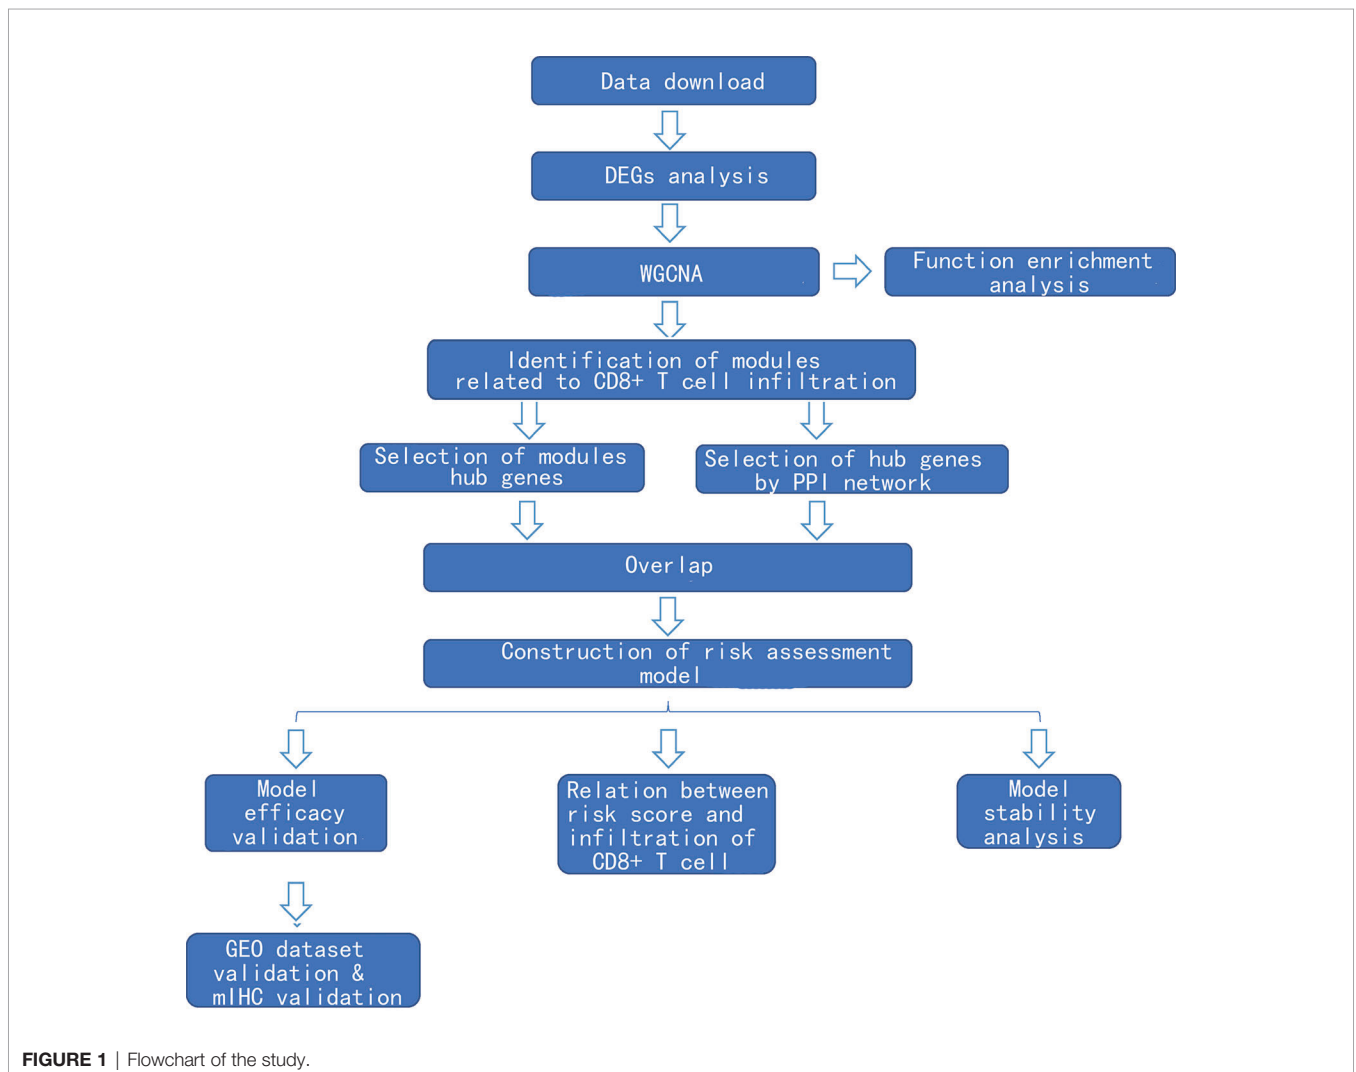 Data download
DEGs analysis
WGCNA
Function enrichment
analysis
Identification of modules
related to CD8+ T cell infiltration
Selection of modules
hub genes
Selection of hub genes
by PPI network
Overlap
Construction of risk assessment
model
Model
efficacy
validation
Relation between
risk score and
infiltration of
CD8+ T cell
Model
stability
analysis
GEO dataset
validation &
mIHC validation
FIGURE 1 | Flowchart of the study.